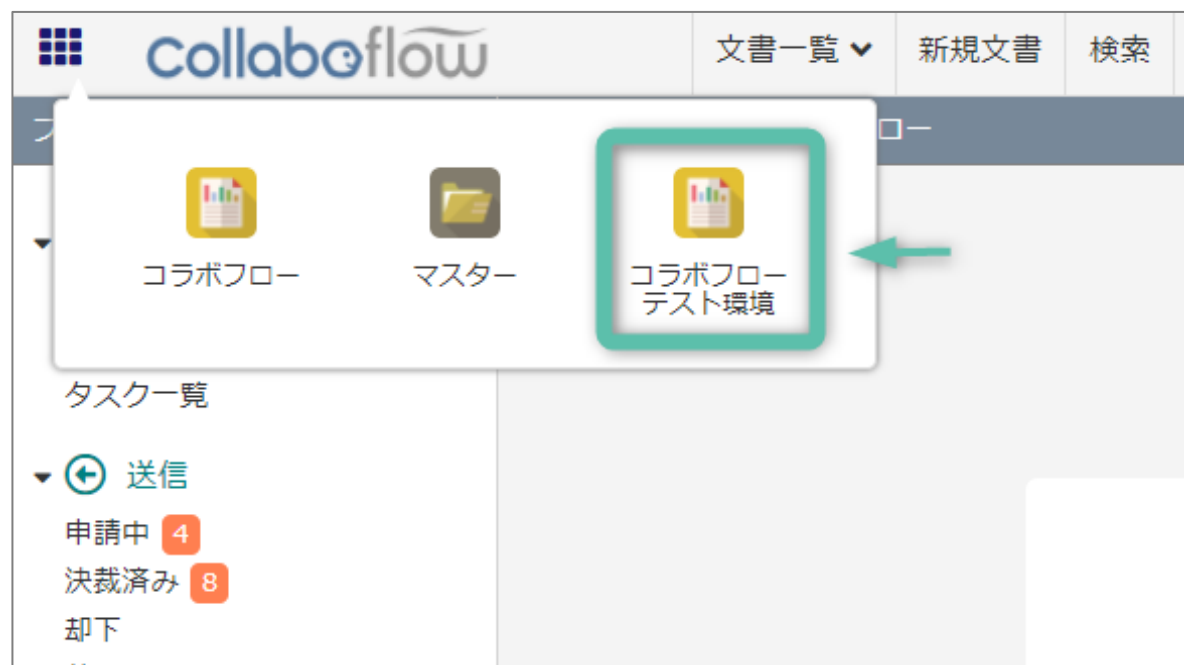 Collaboflow
文書一覧
新規文書
検索
ロー
コラボフロー
マスター
コラボフロー
テスト環境
タスク一覧
送信
申請中 4
決裁済み 8
却下